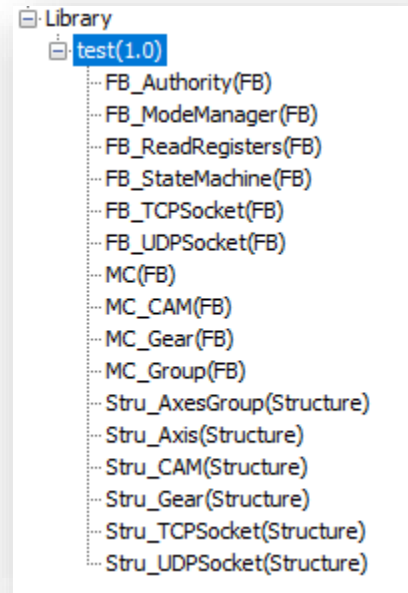 Library
test(1.0)
FB_Authority(FB)
FB_ModeManager(FB)
FB_ReadRegisters(FB)
FB_StateMachine(FB)
FB_TCPSocket(FB)
FB_UDPSocket(FB)
MC(FB)
MC_CAM(FB)
MC_Gear(FB)
MC_Group(FB)
Stru_AxesGroup(Structure)
Stru_Axis(Structure)
Stru_CAM(Structure)
Stru_Gear(Structure)
Stru_TCPSocket(Structure)
Stru_UDPSocket(Structure)